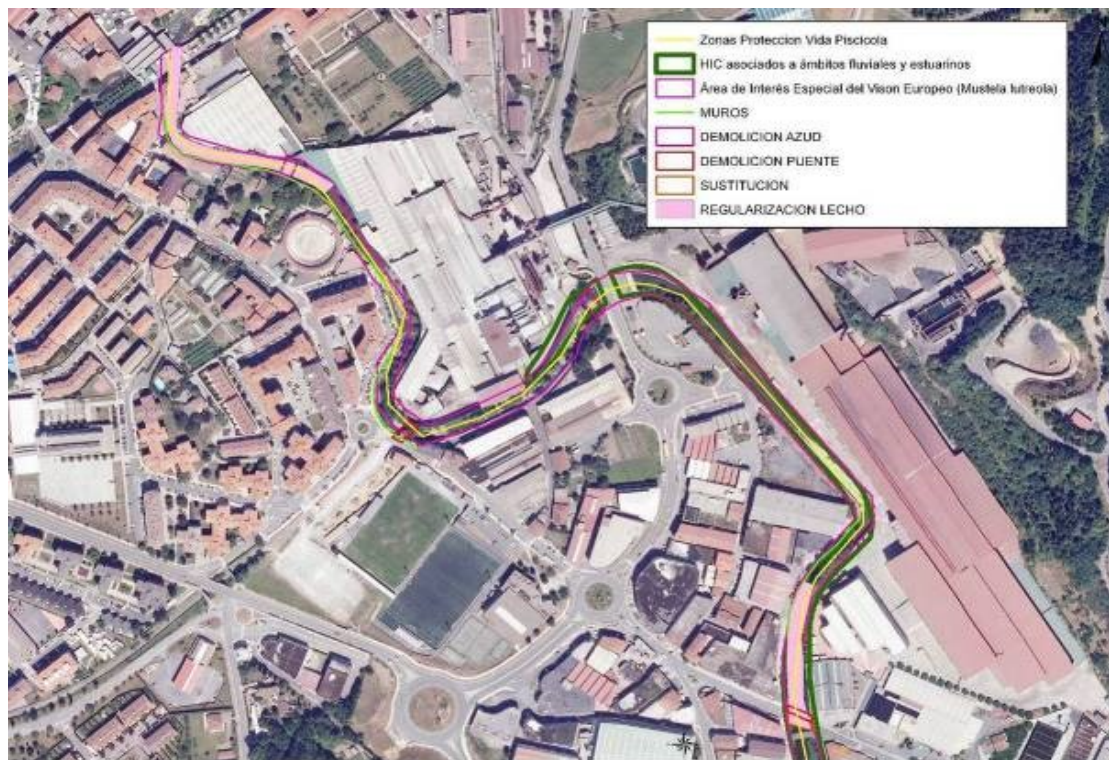 Zonas Proteccion Vida Piscicola
HIC asociados a ámbitos fluviales y estuarinos
Área de Interés Especial del Vison Europeo (Mustela lutreola)
MUROS
DEMOLICION AZUD
DEMOLICION PUENTE
SUSTITUCION
REGULARIZACION LECHO